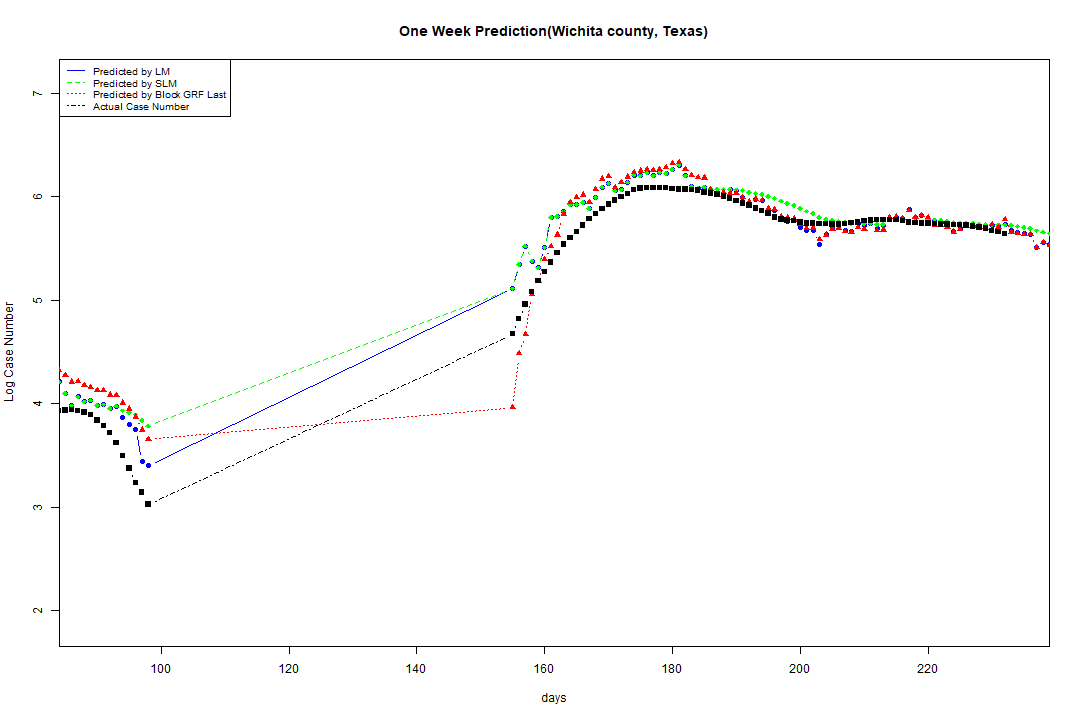 One Week Prediction(Wichita county, Texas)
Predicted by LM
Predicted by SLM
Predicted by Block GRF Last
Actual Case Number
7
6
5
4
3
2
Log Case Number
100 120 140 160 180 200 220
days